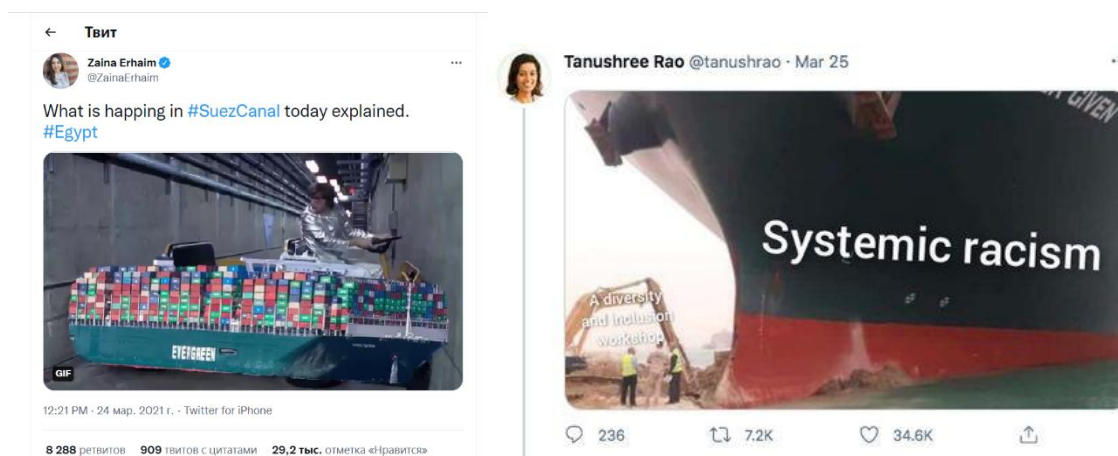 Твит
Zaina Erhaim
@ZainaErhaim
What is happing in #SuezCanal today explained.
#Egypt
EVERGREEN
GIF
12:21 PM · 24 мар. 2021 г. · Twitter for iPhone
8 288 ретвитов 909 твитов с цитатами 29,2 тыс. отметка «Нравится»
Tanushree Rao @tanushrao · Mar 25
GIVEN
Systemic racism
A diversity
and inclusion
workshop
236 7.2K 34.6K